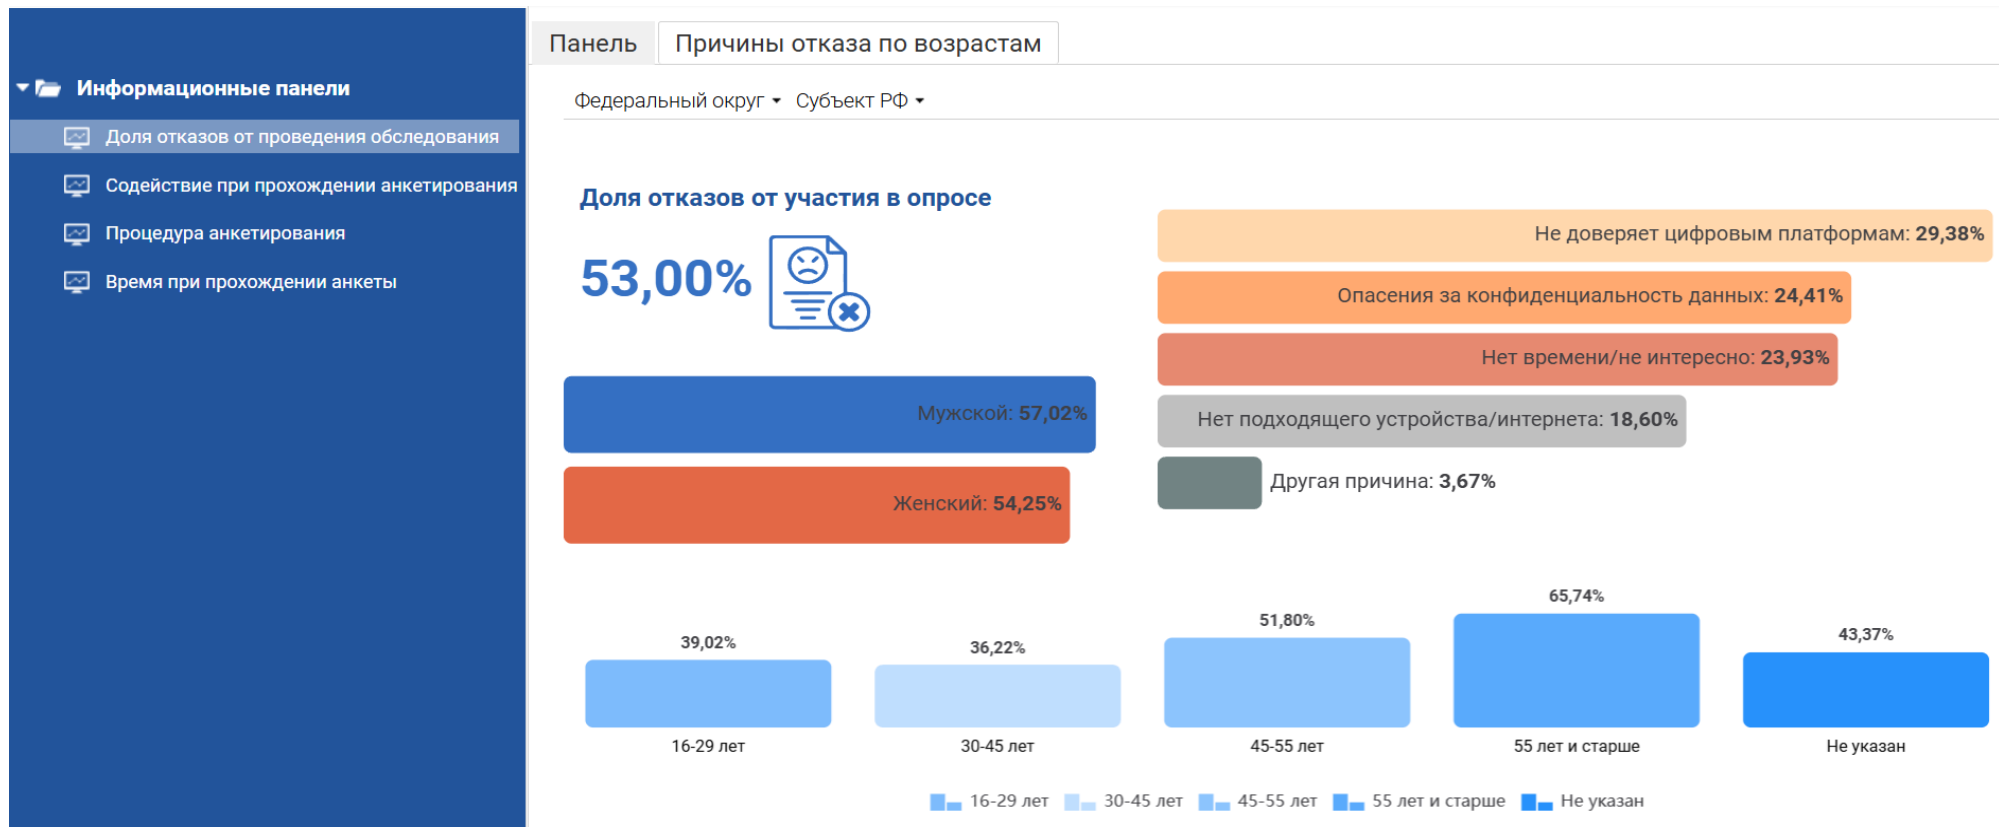 Информационные панели
Доля отказов от проведения обследования
Содействие при прохождении анкетирования
Процедура анкетирования
Время при прохождении анкеты
Панель
Причины отказа по возрастам
Федеральный округ Субъект РФ
Доля отказов от участия в опросе
53,00%
Мужской: 57,02%
Женский: 54,25%
Не доверяет цифровым платформам: 29,38%
Опасения за конфиденциальность данных: 24,41%
Нет времени/не интересно: 23,93%
Нет подходящего устройства/интернета: 18,60%
Другая причина: 3,67%
39,02% 36,22% 51,80% 65,74% 43,37%
16-29 лет 30-45 лет 45-55 лет 55 лет и старше Не указан
16-29 лет 30-45 лет 45-55 лет 55 лет и старше Не указан